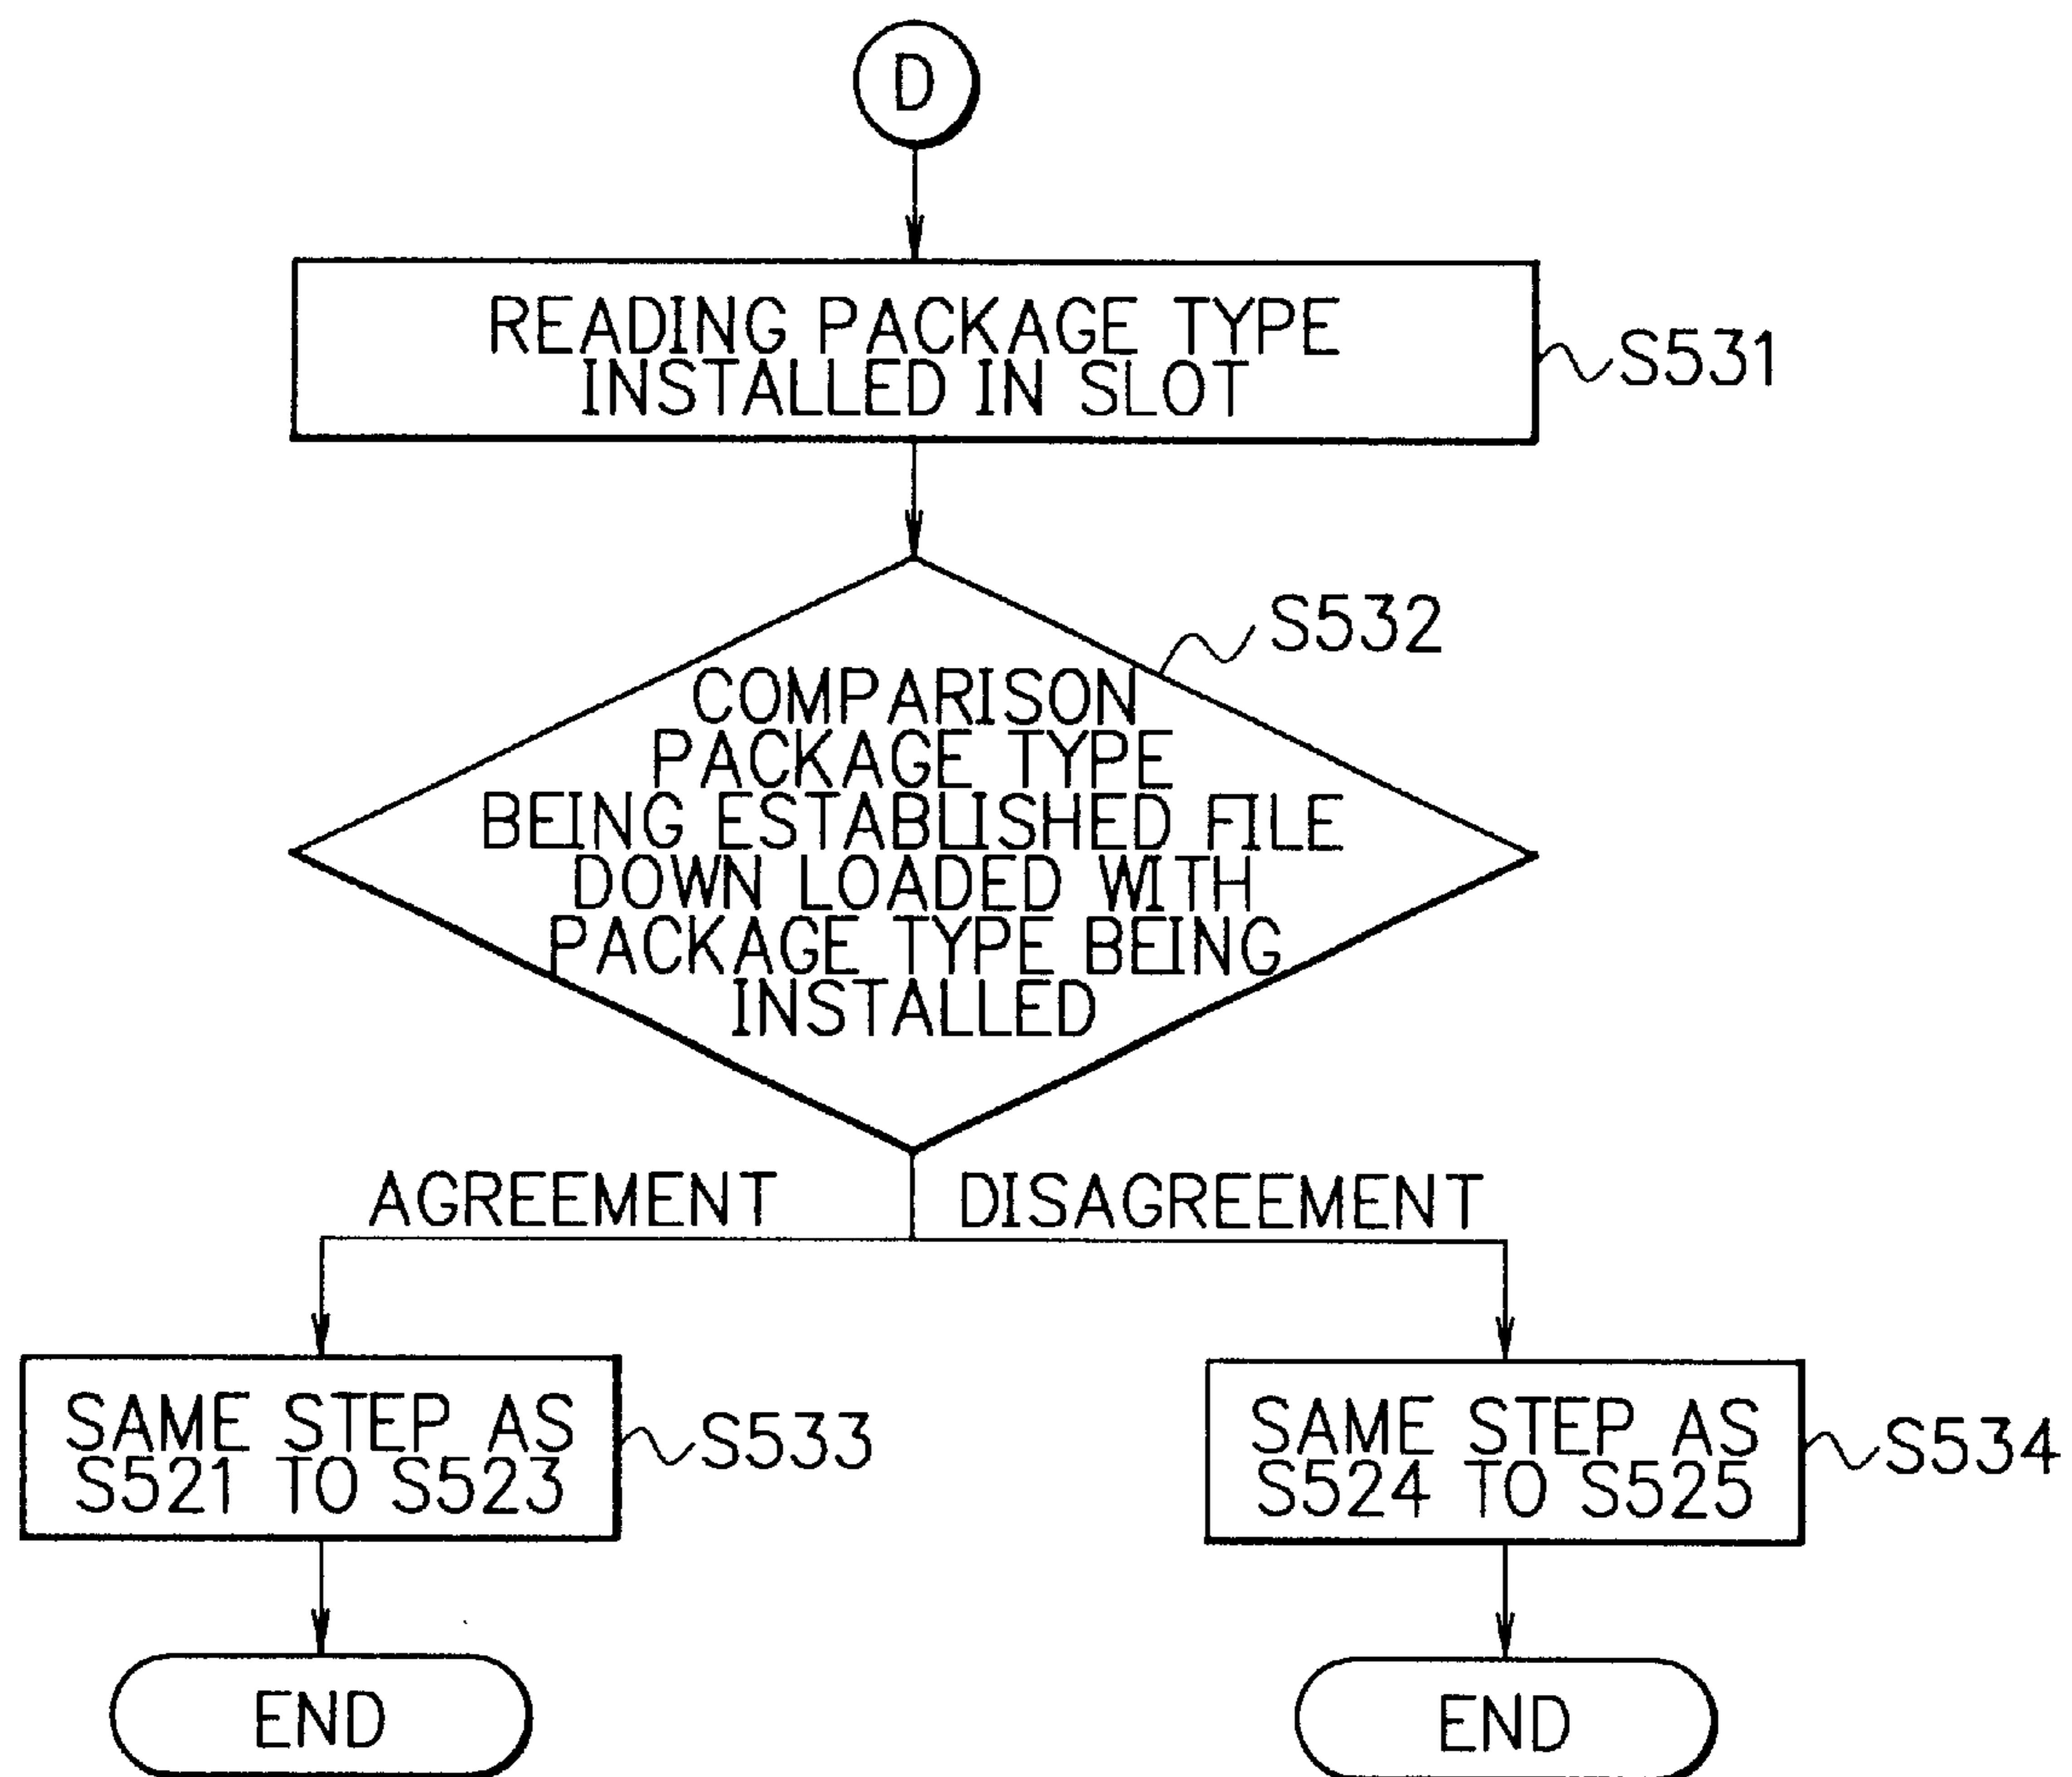 D
READING PACKAGE TYPE
INSTALLED IN SLOT
S531
S532
COMPARISON
PACKAGE TYPE
BEING ESTABLISHED FILE
DOWN LOADED WITH
PACKAGE TYPE BEING
INSTALLED
AGREEMENT
DISAGREEMENT
SAME STEP AS
S521 TO S523
S533
SAME STEP AS
S524 TO S525
S534
END
END